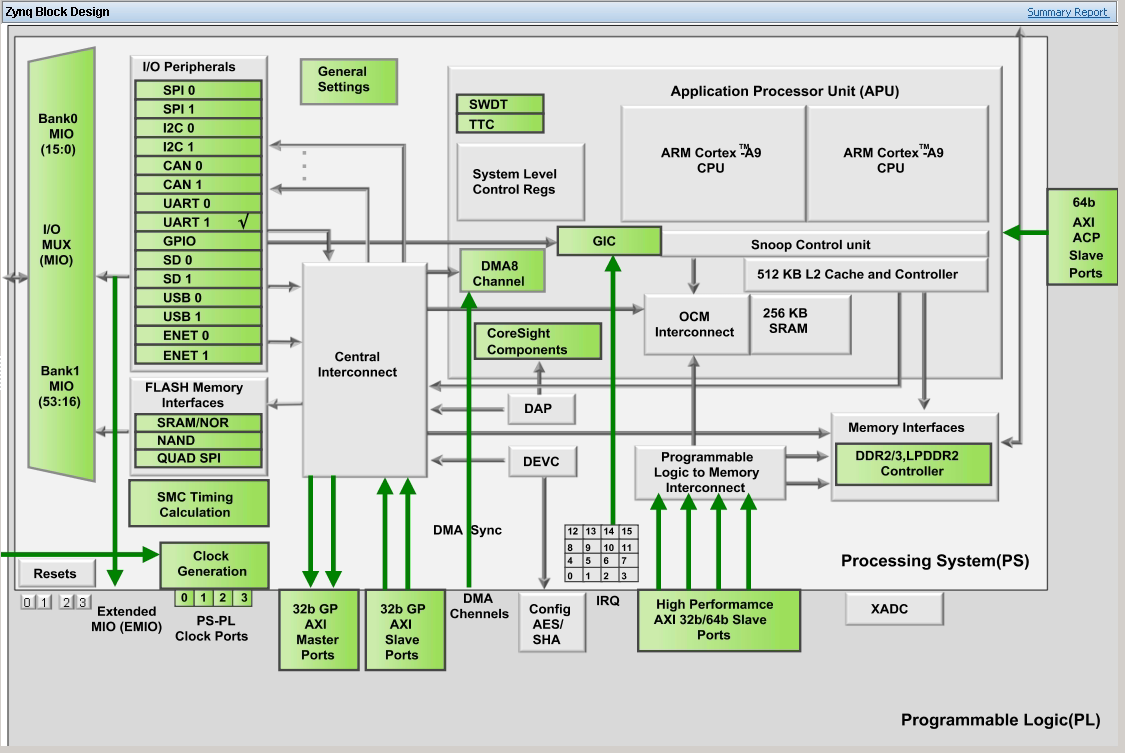 Zynq Block Design
Summary Report
Bank0
MIO
(15:0)
I/O
MUX
(MIO)
Bank1
MIO
(53:16)
I/O Peripherals
SPI 0
SPI 1
I2C 0
I2C 1
CAN 0
CAN 1
UART 0
UART 1 √
GPIO
SD 0
SD 1
USB 0
USB 1
ENET 0
ENET 1
FLASH Memory
Interfaces
SRAM/NOR
NAND
QUAD SPI
SMC Timing
Calculation
General
Settings
Central
Interconnect
Application Processor Unit (APU)
SWDT
TTC
System Level
Control Regs
ARM Cortex™-A9
CPU
ARM Cortex™-A9
CPU
GIC
Snoop Control unit
DMA8
Channel
512 KB L2 Cache and Controller
OCM
Interconnect
256 KB
SRAM
CoreSight
Components
DAP
DEVC
64b
AXI
ACP
Slave
Ports
Memory Interfaces
DDR2/3,LPDDR2
Controller
Programmable
Logic to Memory
Interconnect
DMA Sync
12 13 14 15
8 9 10 11
4 5 6 7
0 1 2 3
IRQ
Processing System(PS)
Clock
Generation
0 1 2 3
PS-PL
Clock Ports
Resets
0 1 2 3
Extended
MIO (EMIO)
32b GP
AXI
Master
Ports
32b GP
AXI
Slave
Ports
DMA
Channels
Config
AES/
SHA
High Performamce
AXI 32b/64b Slave
Ports
XADC
Programmable Logic(PL)